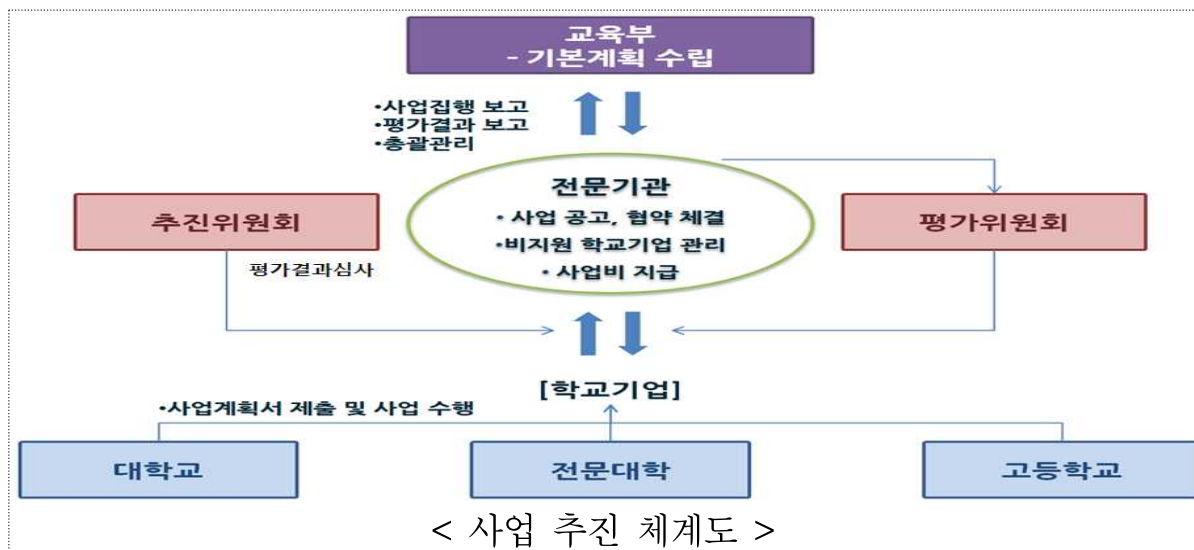 교육부
- 기본계획 수립
•사업집행 보고
•평가결과 보고
•총괄관리
전문기관
• 사업 공고, 협약 체결
•비지원 학교기업 관리
• 사업비 지급
추진위원회
평가위원회
평가결과심사
[학교기업]
•사업계획서 제출 및 사업 수행
대학교
전문대학
고등학교
< 사업 추진 체계도 >